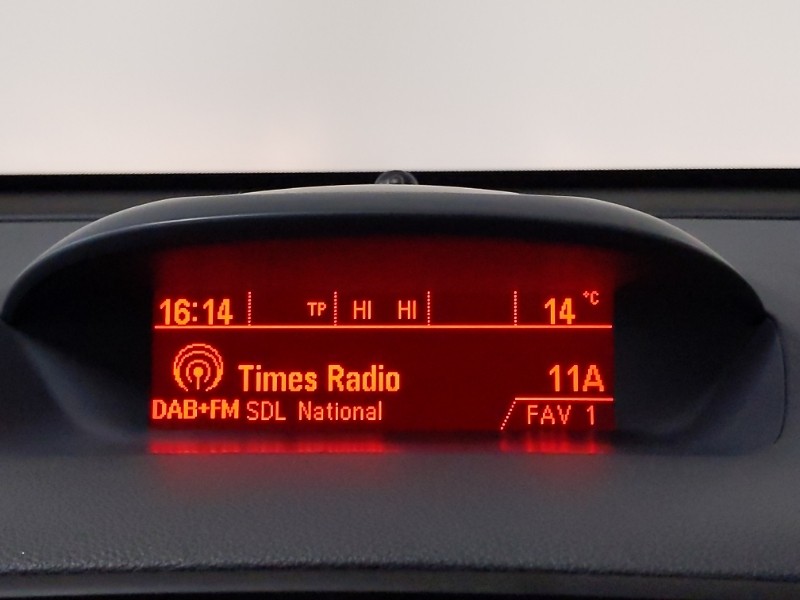 16:14 TP HI HI 14 °C
Times Radio 11A
DAB+FM SDL National FAV 1